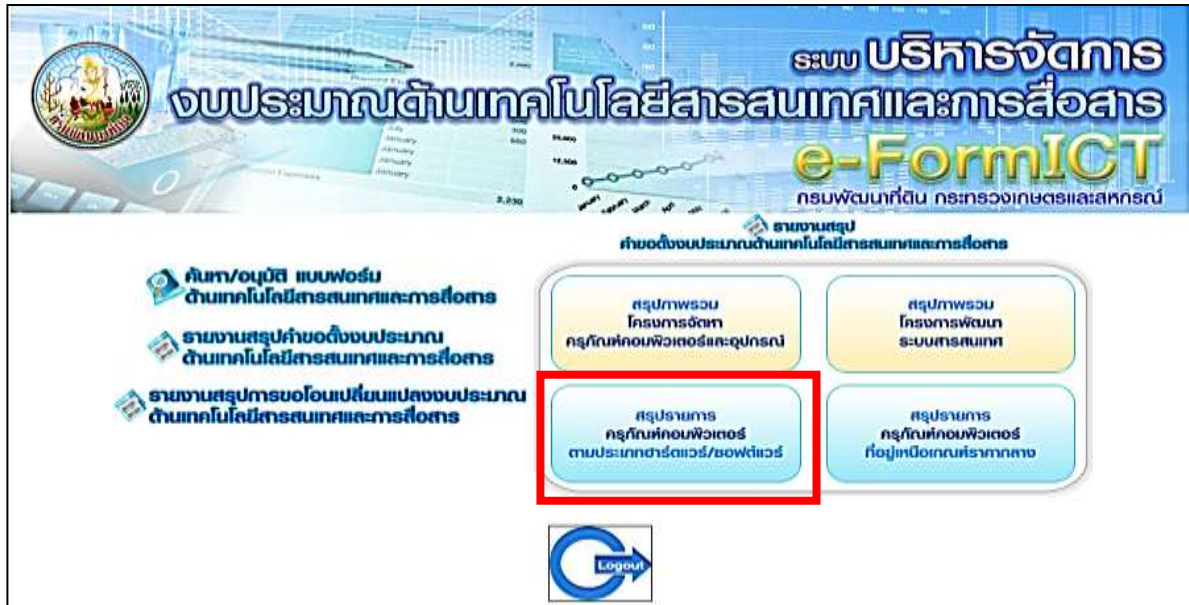 ระบบ บริหารจัดการ
งบประมาณด้านเทคโนโลยีสารสนเทศและการสื่อสาร
e-FormICT
กรมพัฒนาที่ดิน กระทรวงเกษตรและสหกรณ์
รายงานสรุป
คำขอตั้งงบประมาณด้านเทคโนโลยีสารสนเทศและการสื่อสาร
ค้นหา/อนุมัติ แบบฟอร์ม
ด้านเทคโนโลยีสารสนเทศและการสื่อสาร
รายงานสรุปคำขอตั้งงบประมาณ
ด้านเทคโนโลยีสารสนเทศและการสื่อสาร
รายงานสรุปการขอโอนเปลี่ยนแปลงงบประมาณ
ด้านเทคโนโลยีสารสนเทศและการสื่อสาร
สรุปภาพรวม
โครงการจัดหา
ครุภัณฑ์คอมพิวเตอร์และอุปกรณ์
สรุปภาพรวม
โครงการพัฒนา
ระบบสารสนเทศ
สรุปรายการ
ครุภัณฑ์คอมพิวเตอร์
ตามประเภทฮาร์ดแวร์/ซอฟต์แวร์
สรุปรายการ
ครุภัณฑ์คอมพิวเตอร์
ที่อยู่เหนือเกณฑ์ราคากลาง
Logout